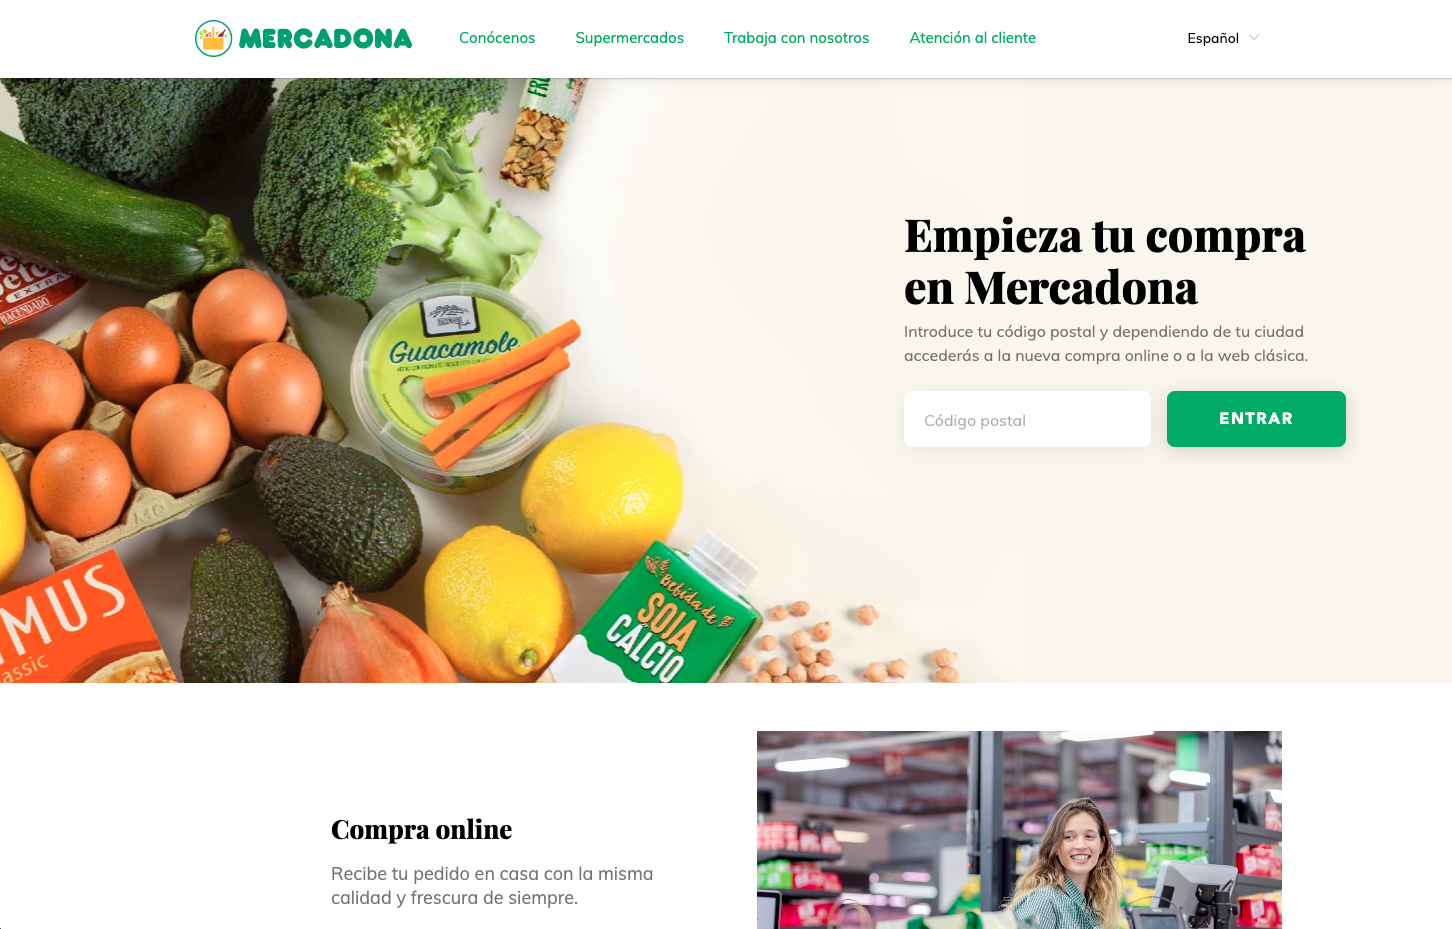 MERCADONA
Conócenos
Supermercados
Trabaja con nosotros
Atención al cliente
Español
Empieza tu compra
en Mercadona
Introduce tu código postal y dependiendo de tu ciudad
accederás a la nueva compra online o a la web clásica.
Código postal
ENTRAR
EXTRA
HACENDADO
Guacamole
MUS
assic
Bebida de
SOJA
CALCIO
Compra online
Recibe tu pedido en casa con la misma
calidad y frescura de siempre.